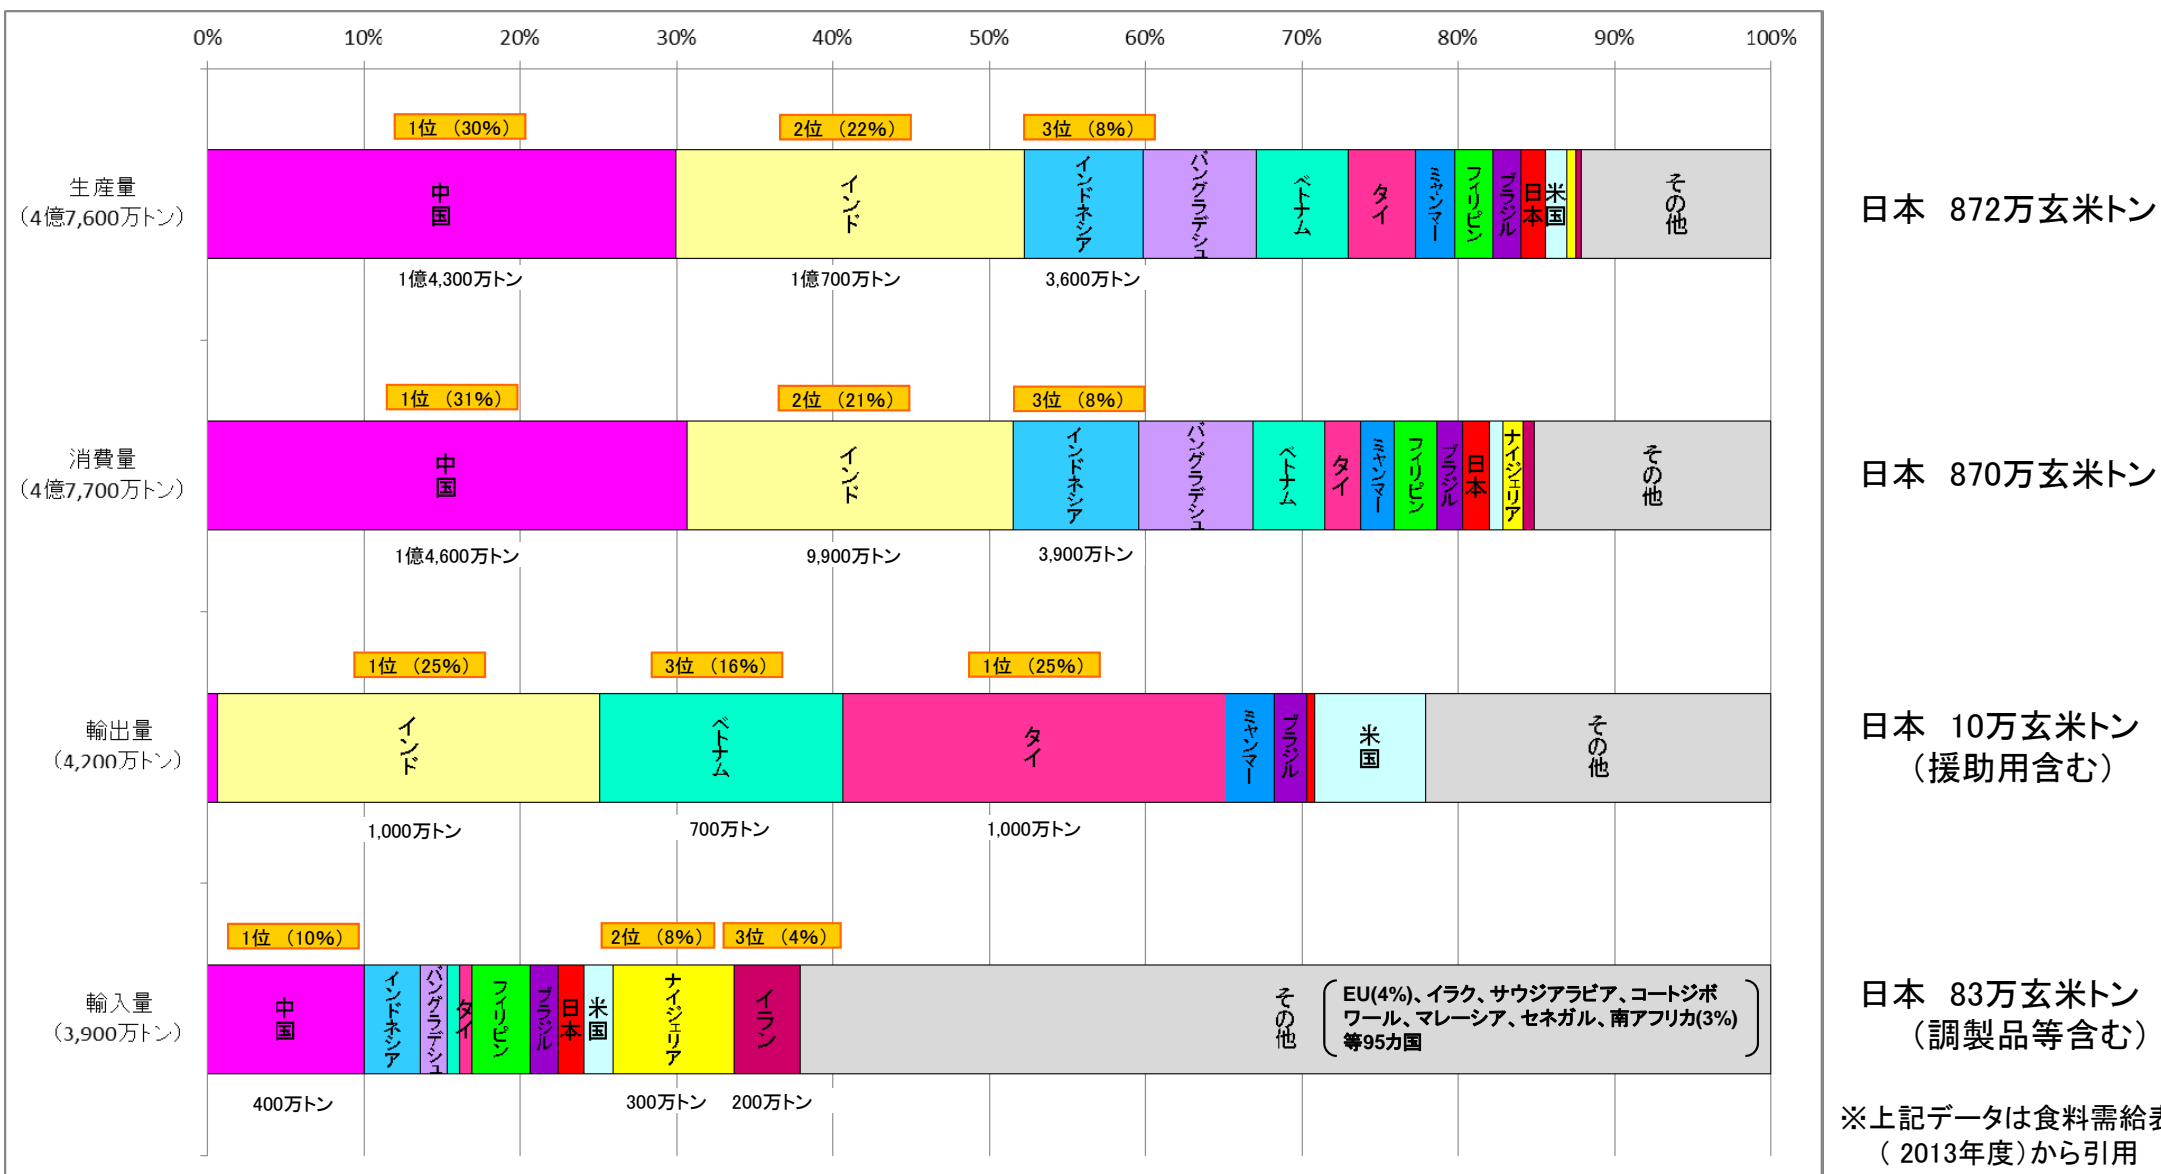 0% 10% 20% 30% 40% 50% 60% 70% 80% 90% 100%
1位 （30%） 2位 （22%） 3位 （8%）
生産量
（4億7,600万トン）
中国 インド インドネシア バングラデシュ ベトナム タイ ミャンマー フィリピン ブラジル 日本 米国 その他
日本 872万玄米トン
1億4,300万トン 1億700万トン 3,600万トン
1位 （31%） 2位 （21%） 3位 （8%）
消費量
（4億7,700万トン）
中国 インド インドネシア バングラデシュ ベトナム タイ ミャンマー フィリピン ブラジル 日本 ナイジェリア その他
日本 870万玄米トン
1億4,600万トン 9,900万トン 3,900万トン
1位 （25%） 3位 （16%） 1位 （25%）
輸出量
（4,200万トン）
インド ベトナム タイ ミャンマー ブラジル 米国 その他
日本 10万玄米トン
（援助用含む）
1,000万トン 700万トン 1,000万トン
1位 （10%） 2位 （8%） 3位 （4%）
輸入量
（3,900万トン）
中国 インドネシア バングラデシュ タイ フィリピン ブラジル 日本 米国 ナイジェリア イラン その他
EU(4%)、イラク、サウジアラビア、コートジボ
ワール、マレーシア、セネガル、南アフリカ(3%)
等95カ国
日本 83万玄米トン
（調製品等含む）
400万トン 300万トン 200万トン
※上記データは食料需給
（ 2013年度）から引用